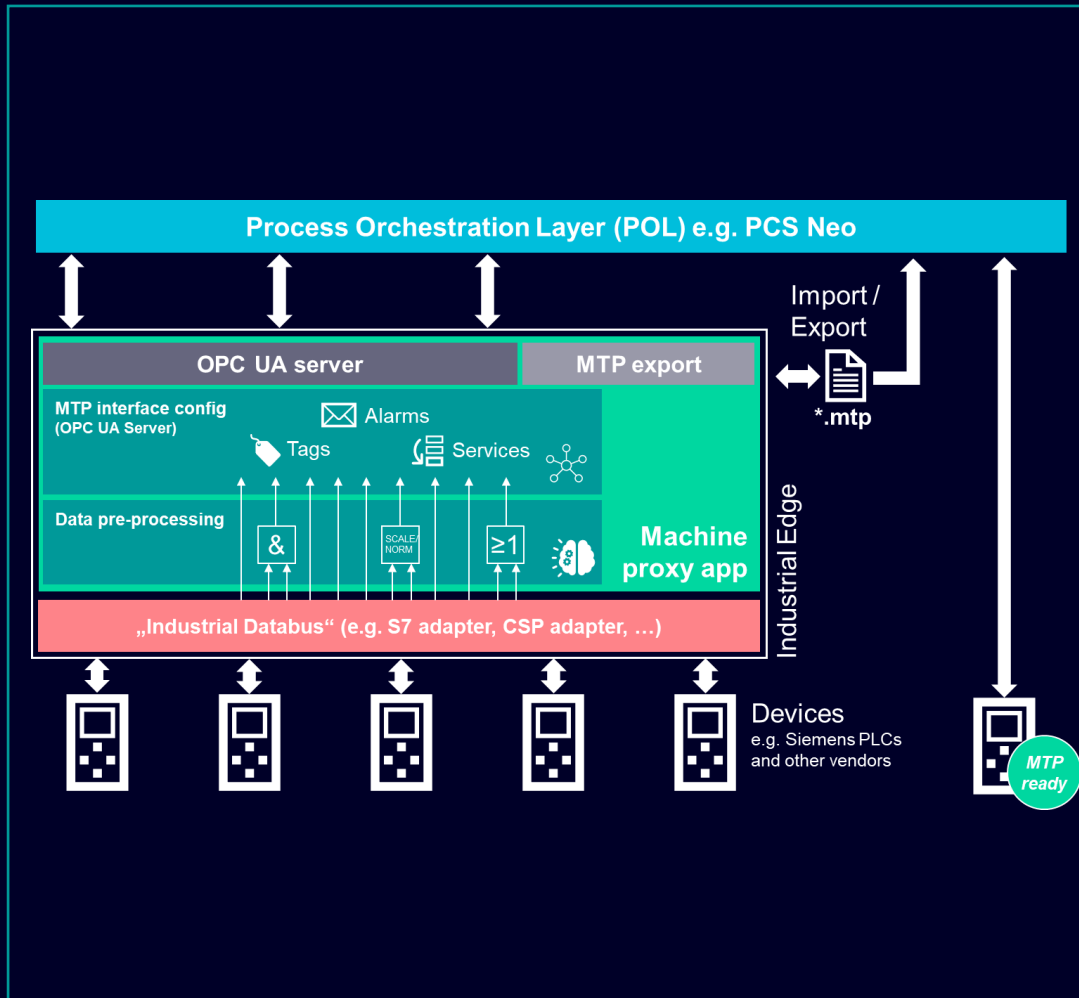 Process Orchestration Layer (POL) e.g. PCS Neo
Import /
Export
*.mtp
OPC UA server
MTP export
MTP interface config
(OPC UA Server)
Alarms
Tags
Services
Data pre-processing
&
SCALE/
NORM
≥1
Machine
proxy app
Industrial Edge
„Industrial Databus“ (e.g. S7 adapter, CSP adapter, ...)
Devices
e.g. Siemens PLCs
and other vendors
MTP
ready